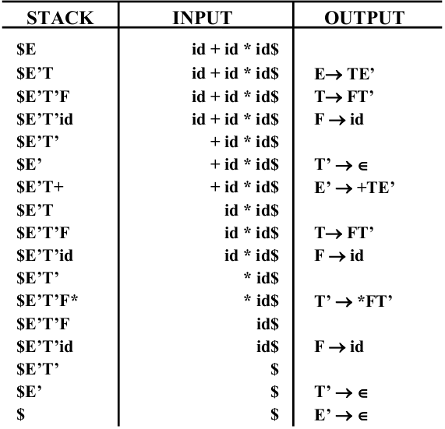 STACK INPUT OUTPUT
$E id + id * id$
$E’T id + id * id$ E→ TE’
$E’T’F id + id * id$ T→ FT’
$E’T’id id + id * id$ F → id
$E’T’ + id * id$
$E’ + id * id$ T’ → ∈
$E’T+ + id * id$ E’ → +TE’
$E’T id * id$
$E’T’F id * id$ T→ FT’
$E’T’id id * id$ F → id
$E’T’ * id$
$E’T’F* * id$ T’ → *FT’
$E’T’F id$
$E’T’id id$ F → id
$E’T’ $
$E’ $ T’ → ∈
$ $ E’ → ∈